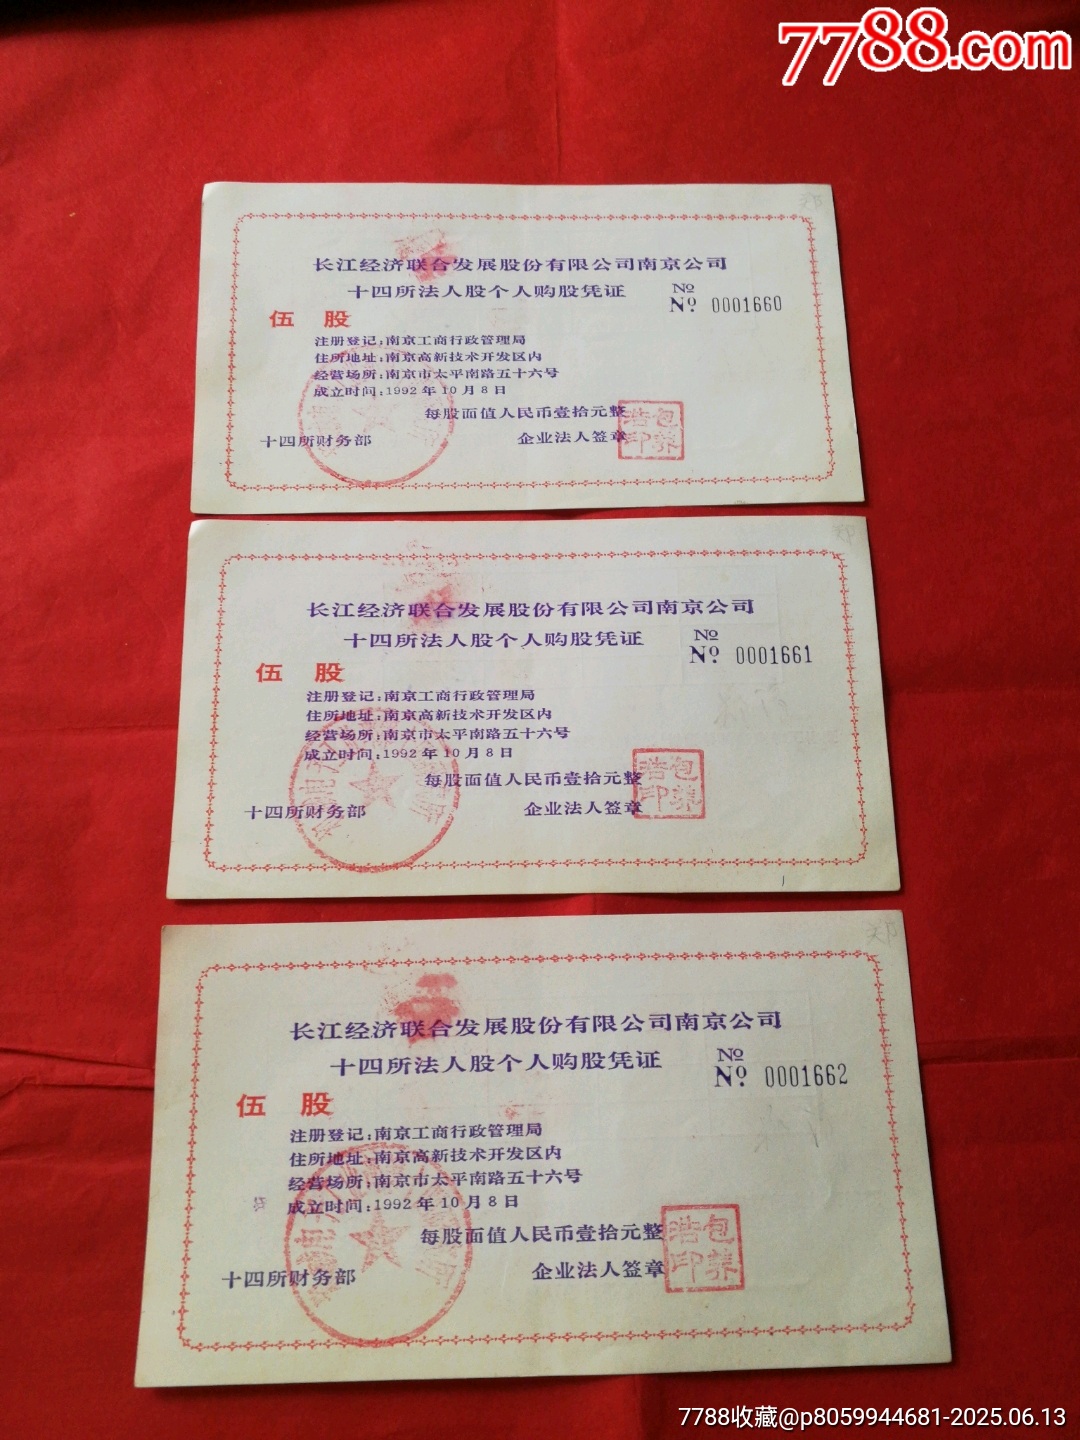 7788.com
长江经济联合发展股份有限公司南京公司
十四所法人股个人购股凭证
№
№ 0001660
伍 股
注册登记:南京工商行政管理局
住所地址:南京高新技术开发区内
经营场所:南京市太平南路五十六号
成立时间:1992年10月8日
每股面值人民币壹拾元整
十四所财务部 企业法人签章
包养浩印
长江经济联合发展股份有限公司南京公司
十四所法人股个人购股凭证
№
№ 0001661
伍 股
注册登记:南京工商行政管理局
住所地址:南京高新技术开发区内
经营场所:南京市太平南路五十六号
成立时间:1992年10月8日
每股面值人民币壹拾元整
十四所财务部 企业法人签章
包养浩印
长江经济联合发展股份有限公司南京公司
十四所法人股个人购股凭证
№
№ 0001662
伍 股
注册登记:南京工商行政管理局
住所地址:南京高新技术开发区内
经营场所:南京市太平南路五十六号
成立时间:1992年10月8日
每股面值人民币壹拾元整
十四所财务部 企业法人签章
包养浩印
7788收藏@p8059944681-2025.06.13